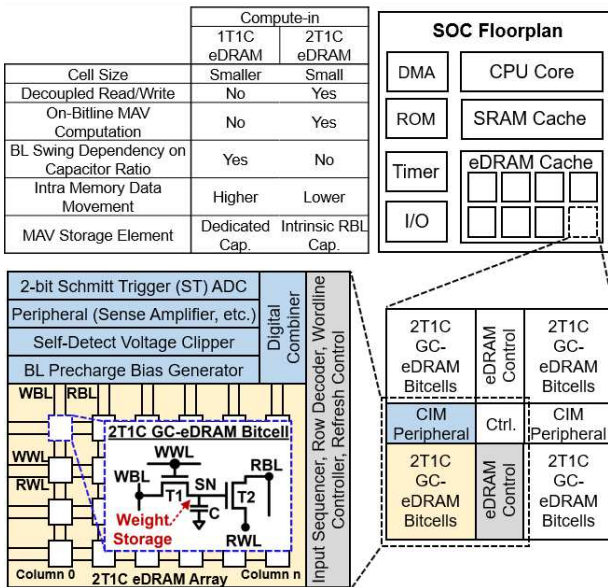 Compute-in
1T1C
eDRAM
2T1C
eDRAM
Cell Size
Smaller
Small
Decoupled Read/Write
No
Yes
On-Bitline MAV
Computation
No
Yes
BL Swing Dependency on
Capacitor Ratio
Yes
No
Intra Memory Data
Movement
Higher
Lower
MAV Storage Element
Dedicated
Cap.
Intrinsic RBL
Cap.
SOC Floorplan
DMA
CPU Core
ROM
SRAM Cache
Timer
eDRAM Cache
I/O
2-bit Schmitt Trigger (ST) ADC
Peripheral (Sense Amplifier, etc.)
Self-Detect Voltage Clipper
BL Precharge Bias Generator
Digital
Combiner
Input Sequencer, Row Decoder, Wordline
Controller, Refresh Control
WBL
RBL
WWL
RWL
2T1C GC-eDRAM Bitcell
WWL
WBL
SN
RBL
T1
T2
C
Weight
Storage
RWL
Column 0
2T1C eDRAM Array
Column n
2T1C
GC-
eDRAM
Bitcells
eDRAM
Control
2T1C
GC-
eDRAM
Bitcells
CIM
Peripheral
Ctrl.
CIM
Peripheral
2T1C
GC-
eDRAM
Bitcells
eDRAM
Control
2T1C
GC-
eDRAM
Bitcells